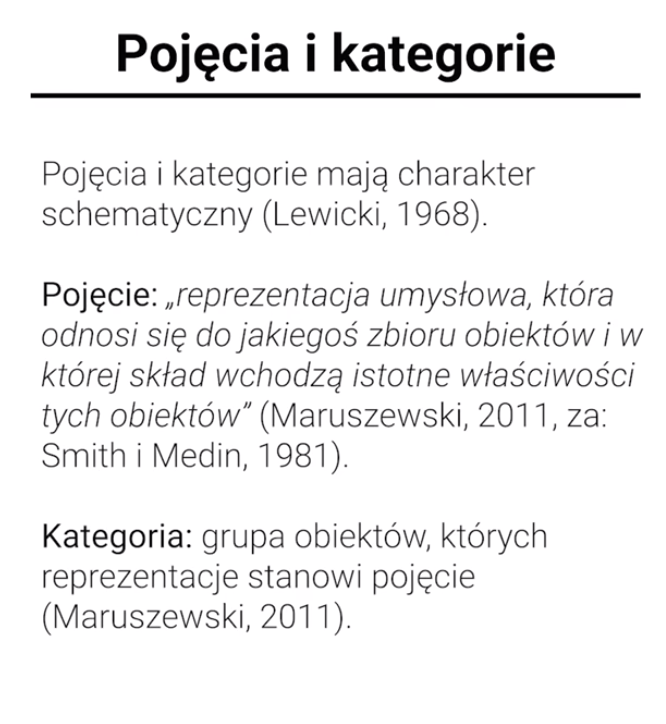 Pojęcia i kategorie
Pojęcia i kategorie mają charakter
schematyczny (Lewicki, 1968).
Pojęcie: „reprezentacja umysłowa, która
odnosi się do jakiegoś zbioru obiektów i w
której skład wchodzą istotne właściwości
tych obiektów” (Maruszewski, 2011, za:
Smith i Medin, 1981).
Kategoria: grupa obiektów, których
reprezentacje stanowi pojęcie
(Maruszewski, 2011).